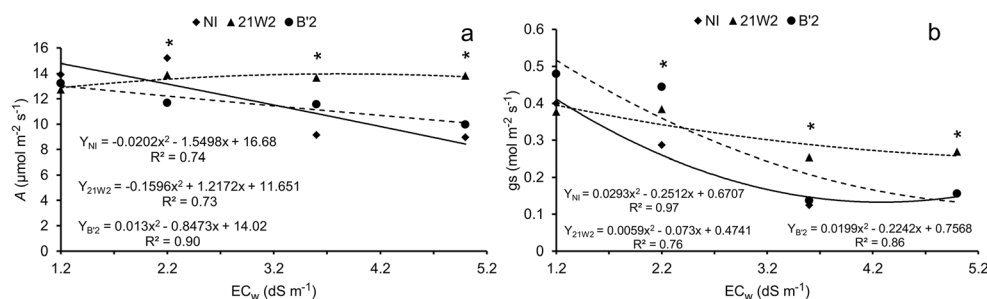 NI 21W2 B'2
a
A (µmol m⁻² s⁻¹)
16
14
12
10
8
6
4
2
0
* * *
Y_NI = -0.0202x² - 1.5498x + 16.68
R² = 0.74
Y_21W2 = -0.1596x² + 1.2172x + 11.651
R² = 0.73
Y_B'2 = 0.013x² - 0.8473x + 14.02
R² = 0.90
1.2 2.2 3.2 4.2 5.2
EC_w (dS m⁻¹)
NI 21W2 B'2
b
gs (mol m⁻² s⁻¹)
0.6
0.5
0.4
0.3
0.2
0.1
0
* * *
Y_NI = 0.0293x² - 0.2512x + 0.6707
R² = 0.97
Y_21W2 = 0.0059x² - 0.073x + 0.4741
R² = 0.76
Y_B'2 = 0.0199x² - 0.2242x + 0.7568
R² = 0.86
1.2 2.2 3.2 4.2 5.2
EC_w (dS m⁻¹)